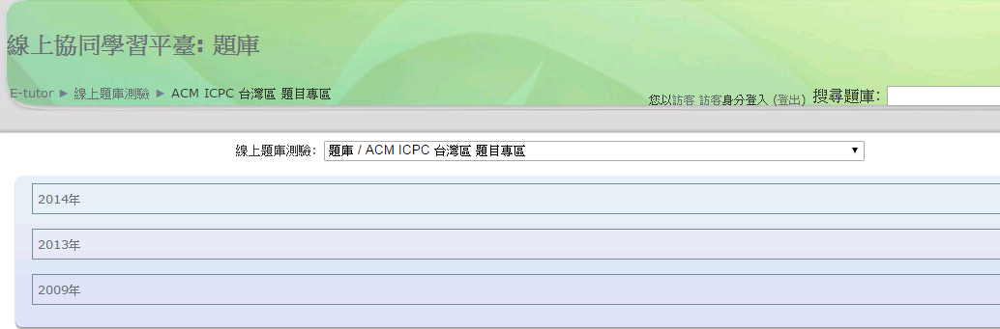 線上協同學習平臺: 題庫
E-tutor ► 線上題庫測驗 ► ACM ICPC 台灣區 題目專區
您以訪客 訪客身分登入 (登出) 搜尋題庫:
線上題庫測驗: 題庫 / ACM ICPC 台灣區 題目專區
2014年
2013年
2009年